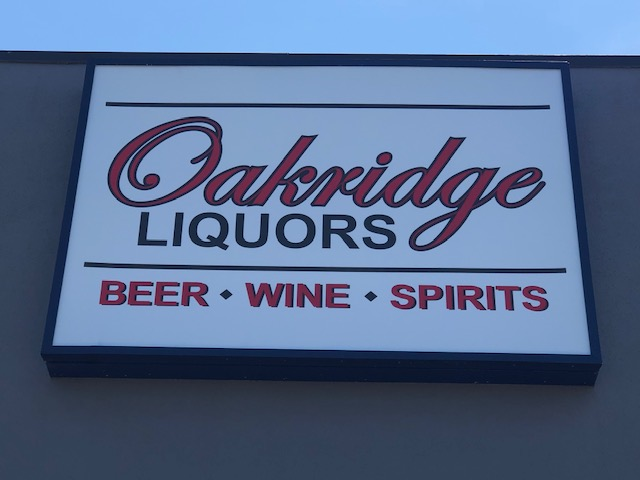 Oakridge
LIQUORS
BEER ⬥ WINE ⬥ SPIRITS